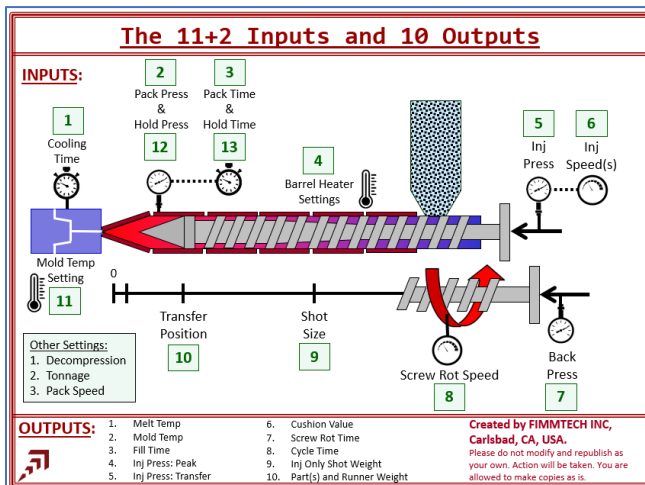 The 11+2 Inputs and 10 Outputs
INPUTS:
1
Cooling
Time
2
Pack Press
&
Hold Press
12
3
Pack Time
&
Hold Time
13
4
Barrel Heater
Settings
5
Inj
Press
6
Inj
Speed(s)
Mold Temp
Setting
11
0
Transfer
Position
10
Shot
Size
9
Screw Rot Speed
8
Back
Press
7
Other Settings:
1. Decompression
2. Tonnage
3. Pack Speed
OUTPUTS:
1. Melt Temp
2. Mold Temp
3. Fill Time
4. Inj Press: Peak
5. Inj Press: Transfer
6. Cushion Value
7. Screw Rot Time
8. Cycle Time
9. Inj Only Shot Weight
10. Part(s) and Runner Weight
Created by FIMMTECH INC,
Carlsbad, CA, USA.
Please do not modify and republish as
your own. Action will be taken. You are
allowed to make copies as is.